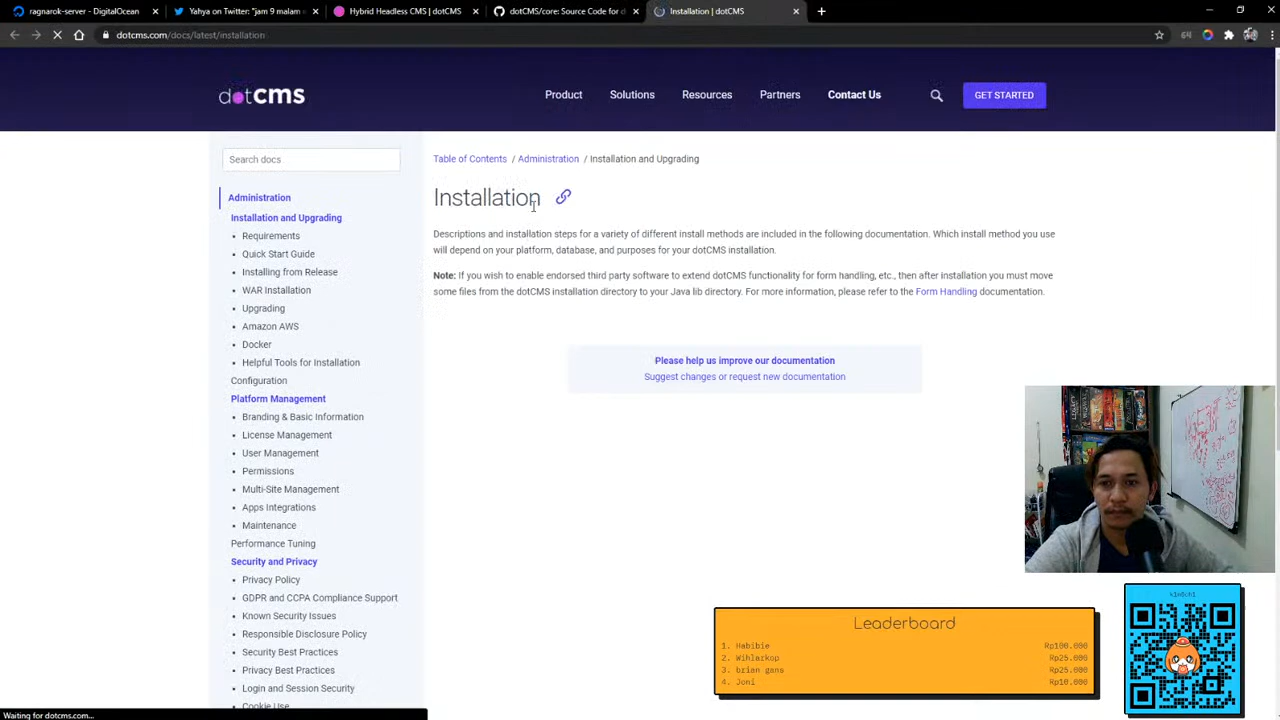 ragnarok-server - DigitalOcean
Yahya on Twitter: "jam 9 malam
Hybrid Headless CMS | dotCMS
dotCMS/core: Source Code for d
Installation | dotCMS
dotcms.com/docs/latest/installation
dotCMS
Product
Solutions
Resources
Partners
Contact Us
GET STARTED
Search docs
Administration
Installation and Upgrading
Requirements
Quick Start Guide
Installing from Release
WAR Installation
Upgrading
Amazon AWS
Docker
Helpful Tools for Installation
Configuration
Platform Management
Branding & Basic Information
License Management
User Management
Permissions
Multi-Site Management
Apps Integrations
Maintenance
Performance Tuning
Security and Privacy
Privacy Policy
GDPR and CCPA Compliance Support
Known Security Issues
Responsible Disclosure Policy
Security Best Practices
Privacy Best Practices
Login and Session Security
Cookie Use
Table of Contents / Administration / Installation and Upgrading
Installation
Descriptions and installation steps for a variety of different install methods are included in the following documentation. Which install method you use
will depend on your platform, database, and purposes for your dotCMS installation.
Note: If you wish to enable endorsed third party software to extend dotCMS functionality for form handling, etc., then after installation you must move
some files from the dotCMS installation directory to your Java lib directory. For more information, please refer to the Form Handling documentation.
Please help us improve our documentation
Suggest changes or request new documentation
Leaderboard
1. Habibie Rp100.000
2. Wihlarkop Rp25.000
3. brian gans Rp25.000
4. Joni Rp10.000
Waiting for dotcms.com...